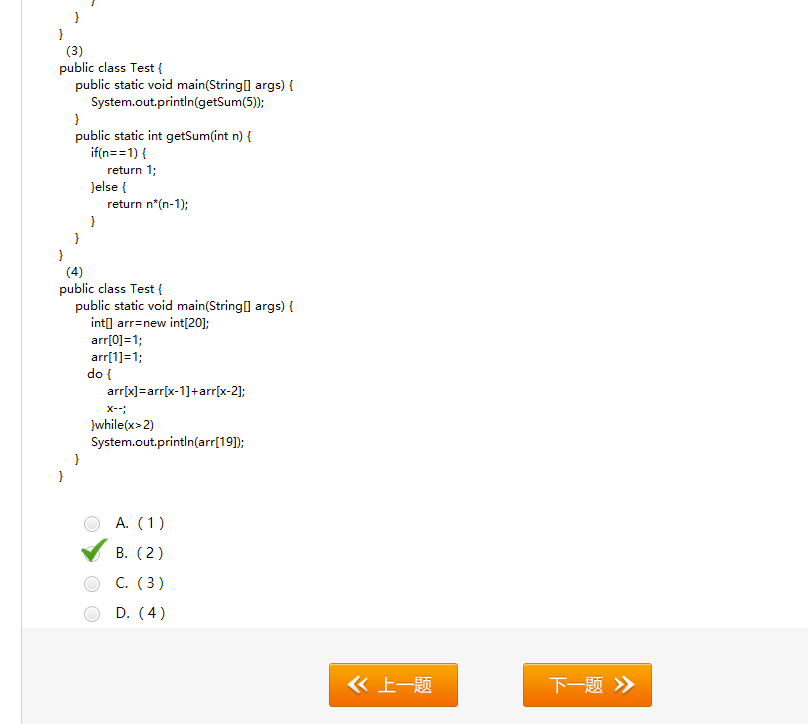 }
}
}
(3)
public class Test {
public static void main(String[] args) {
System.out.println(getSum(5));
}
public static int getSum(int n) {
if(n==1) {
return 1;
}else {
return n*(n-1);
}
}
}
(4)
public class Test {
public static void main(String[] args) {
int[] arr=new int[20];
arr[0]=1;
arr[1]=1;
do {
arr[x]=arr[x-1]+arr[x-2];
x--;
}while(x>2)
System.out.println(arr[19]);
}
}
A.（1）
B.（2）
C.（3）
D.（4）
上一题
下一题